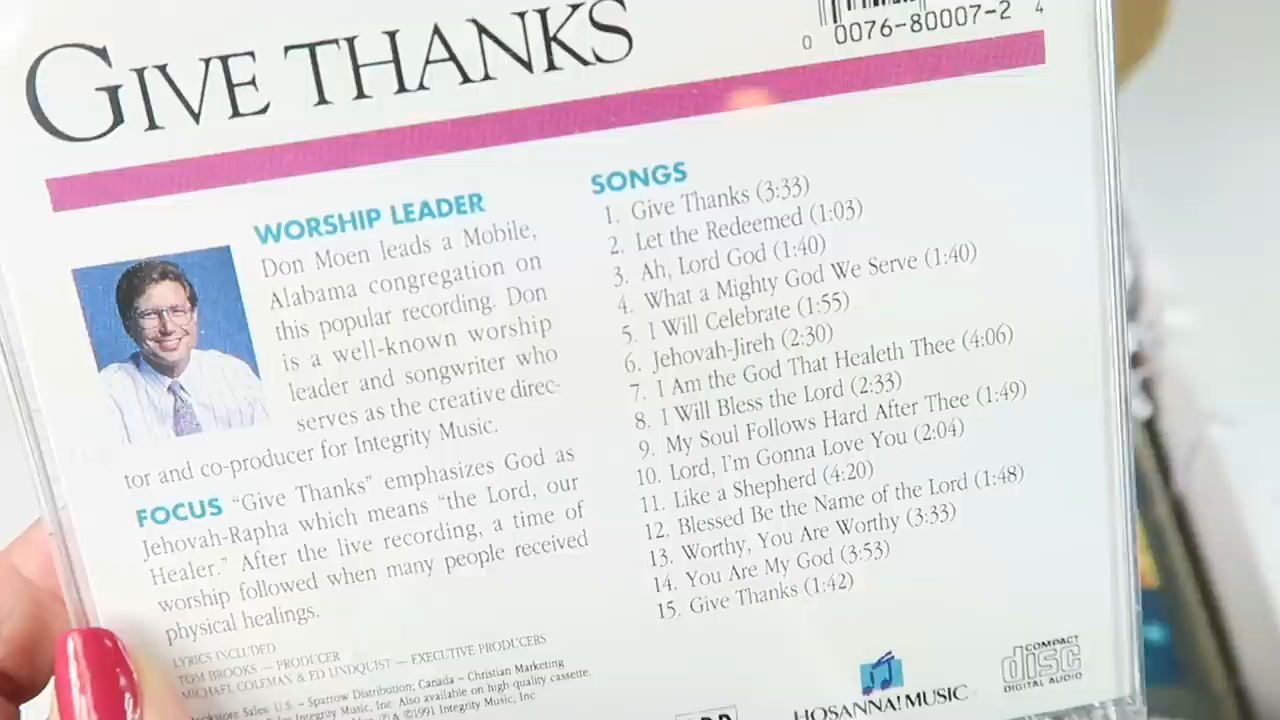 GIVE THANKS
0 0076-80007-2 4
WORSHIP LEADER
Don Moen leads a Mobile,
Alabama congregation on
this popular recording. Don
is a well-known worship
leader and songwriter who
serves as the creative direc-
tor and co-producer for Integrity Music.
FOCUS "Give Thanks" emphasizes God as
Jehovah-Rapha which means "the Lord, our
Healer." After the live recording, a time of
worship followed when many people received
physical healings.
LYRICS INCLUDED
TOM BROOKS — PRODUCER
MICHAEL COLEMAN & ED LINDQUIST — EXECUTIVE PRODUCERS
Sales: U.S. – Sparrow Distribution; Canada – Christian Marketing
Integrity Music, Inc. Also available on high quality cassette.
©1991 Integrity Music, Inc
SONGS
1. Give Thanks (3:33)
2. Let the Redeemed (1:03)
3. Ah, Lord God (1:40)
4. What a Mighty God We Serve (1:40)
5. I Will Celebrate (1:55)
6. Jehovah-Jireh (2:30)
7. I Am the God That Healeth Thee (4:06)
8. I Will Bless the Lord (2:33)
9. My Soul Follows Hard After Thee (1:49)
10. Lord, I'm Gonna Love You (2:04)
11. Like a Shepherd (4:20)
12. Blessed Be the Name of the Lord (1:48)
13. Worthy, You Are Worthy (3:33)
14. You Are My God (3:53)
15. Give Thanks (1:42)
HOSANNA! MUSIC
COMPACT
disc
DIGITAL AUDIO